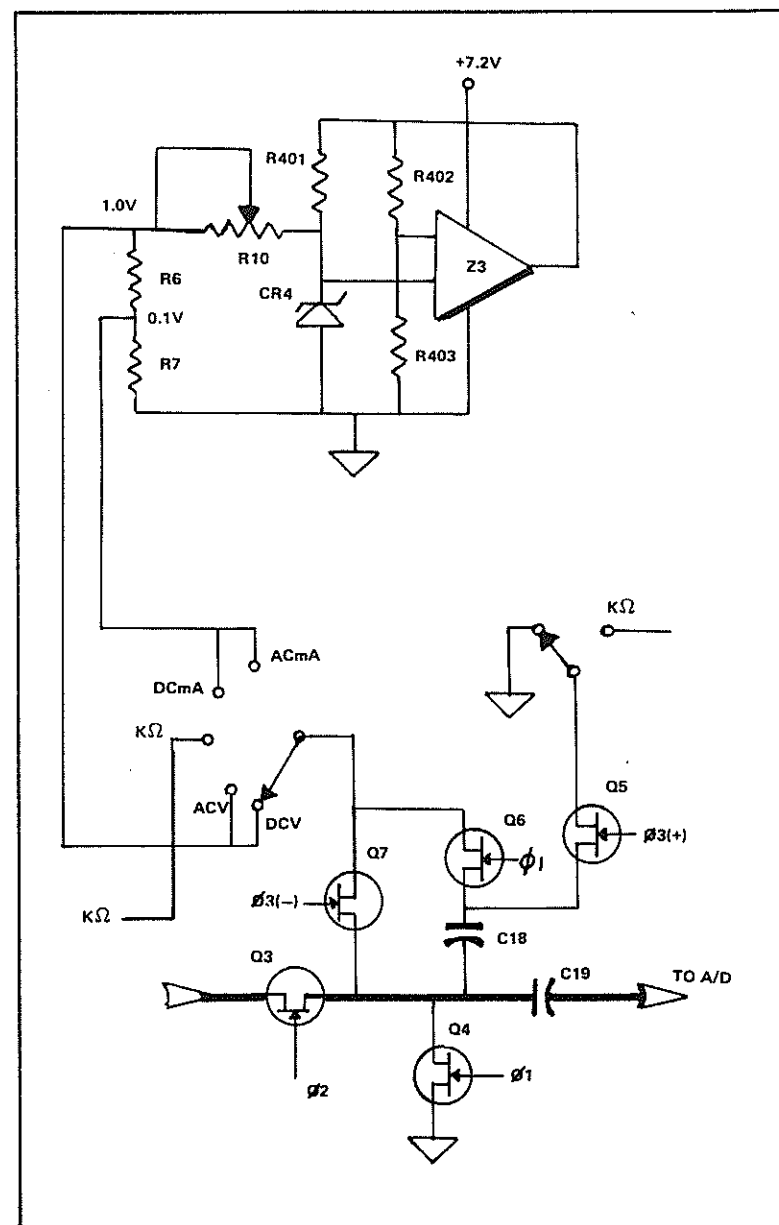 +7.2V
R401
R402
1.0V
R10
Z3
R6
CR4
0.1V
R403
R7
KΩ
ACmA
DCmA
KΩ
Q5
ACV
Q6
DCV
Q7
Ø3(+)
ϕ1
Ø3(−)
KΩ
C18
Q3
C19
TO A/D
Q4
Ø1
Ø2